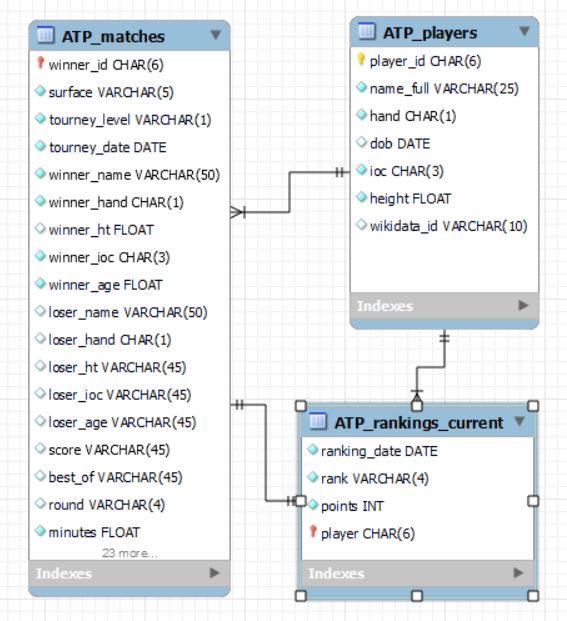 ATP_matches
winner_id CHAR(6)
surface VARCHAR(5)
tourney_level VARCHAR(1)
tourney_date DATE
winner_name VARCHAR(50)
winner_hand CHAR(1)
winner_ht FLOAT
winner_ioc CHAR(3)
winner_age FLOAT
loser_name VARCHAR(50)
loser_hand CHAR(1)
loser_ht VARCHAR(45)
loser_ioc VARCHAR(45)
loser_age VARCHAR(45)
score VARCHAR(45)
best_of VARCHAR(45)
round VARCHAR(4)
minutes FLOAT
23 more...
Indexes
ATP_players
player_id CHAR(6)
name_full VARCHAR(25)
hand CHAR(1)
dob DATE
ioc CHAR(3)
height FLOAT
wikidata_id VARCHAR(10)
Indexes
ATP_rankings_current
ranking_date DATE
rank VARCHAR(4)
points INT
player CHAR(6)
Indexes